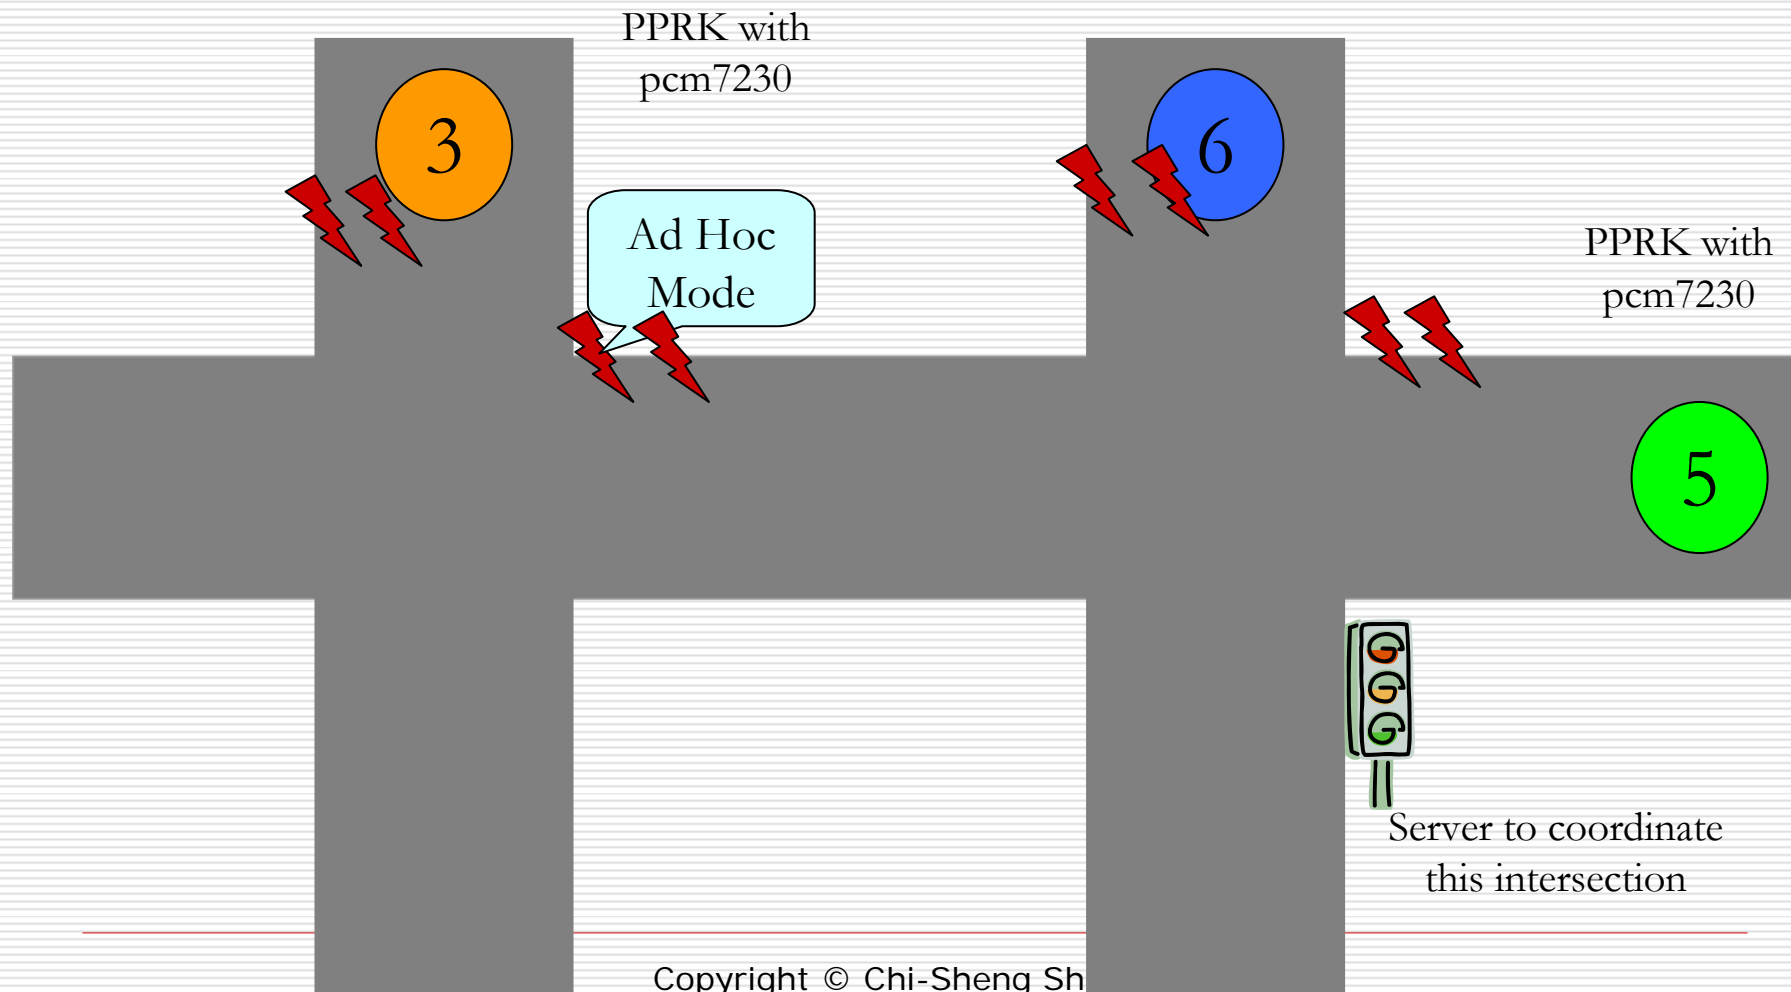 PPRK with
pcm7230
3
6
Ad Hoc
Mode
PPRK with
pcm7230
5
Server to coordinate
this intersection
Copyright © Chi-Sheng Sh